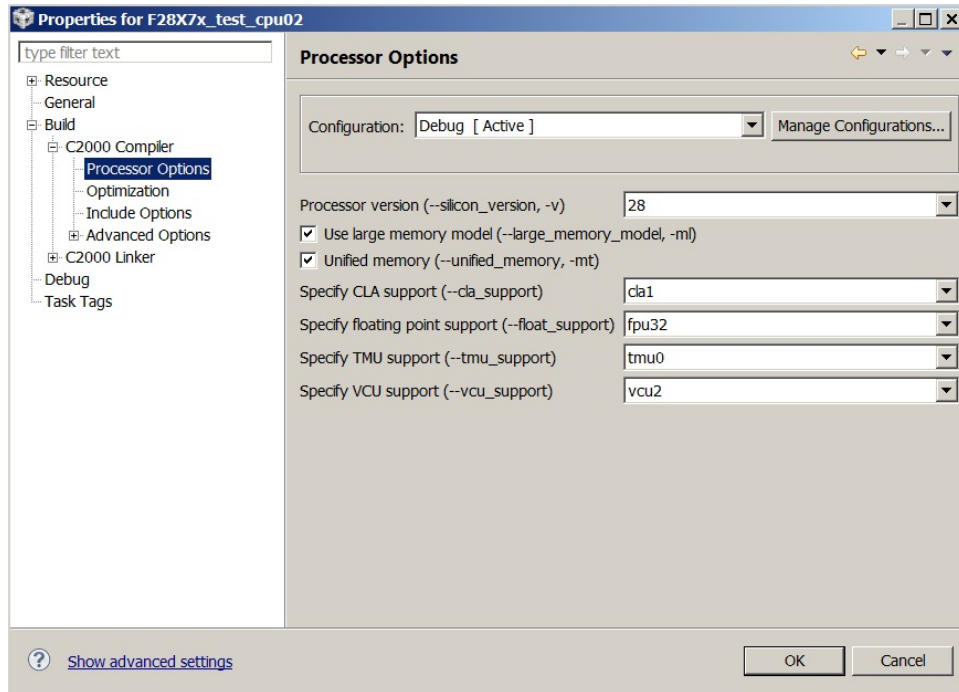 Properties for F28X7x_test_cpu02
type filter text
Resource
General
Build
C2000 Compiler
Processor Options
Optimization
Include Options
Advanced Options
C2000 Linker
Debug
Task Tags
Processor Options
Configuration: Debug [ Active ] Manage Configurations...
Processor version (--silicon_version, -v) 28
Use large memory model (--large_memory_model, -ml)
Unified memory (--unified_memory, -mt)
Specify CLA support (--cla_support) cla1
Specify floating point support (--float_support) fpu32
Specify TMU support (--tmu_support) tmu0
Specify VCU support (--vcu_support) vcu2
Show advanced settings OK Cancel